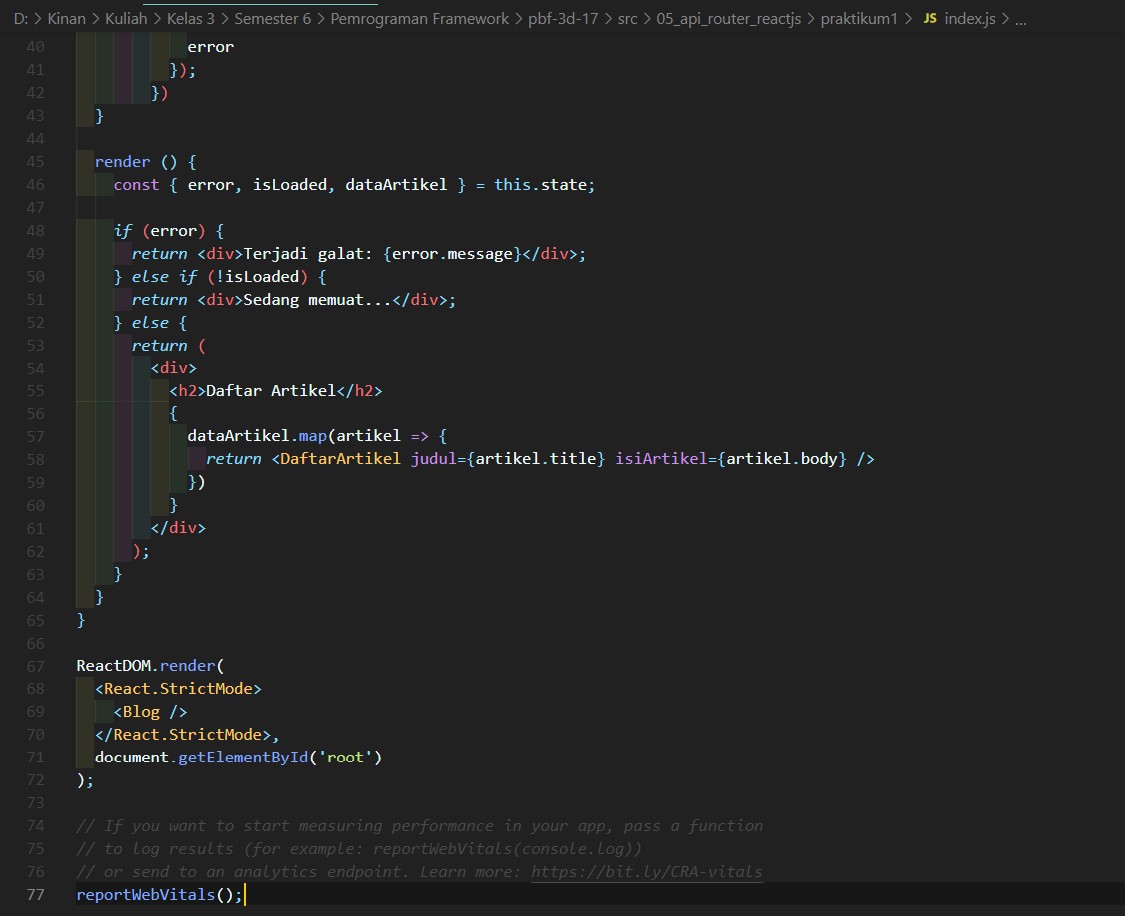 D: > Kinan > Kuliah > Kelas 3 > Semester 6 > Pemrograman Framework > pbf-3d-17 > src > 05_api_router_reactjs > praktikum1 > JS index.js > ...
40 error
41 });
42 })
43 }
44
45 render () {
46 const { error, isLoaded, dataArtikel } = this.state;
47
48 if (error) {
49 return <div>Terjadi galat: {error.message}</div>;
50 } else if (!isLoaded) {
51 return <div>Sedang memuat...</div>;
52 } else {
53 return (
54 <div>
55 <h2>Daftar Artikel</h2>
56 {
57 dataArtikel.map(artikel => {
58 return <DaftarArtikel judul={artikel.title} isiArtikel={artikel.body} />
59 })
60 }
61 </div>
62 );
63 }
64 }
65 }
66
67 ReactDOM.render(
68 <React.StrictMode>
69 <Blog />
70 </React.StrictMode>,
71 document.getElementById('root')
72 );
73
74 // If you want to start measuring performance in your app, pass a function
75 // to log results (for example: reportWebVitals(console.log))
76 // or send to an analytics endpoint. Learn more: https://bit.ly/CRA-vitals
77 reportWebVitals();